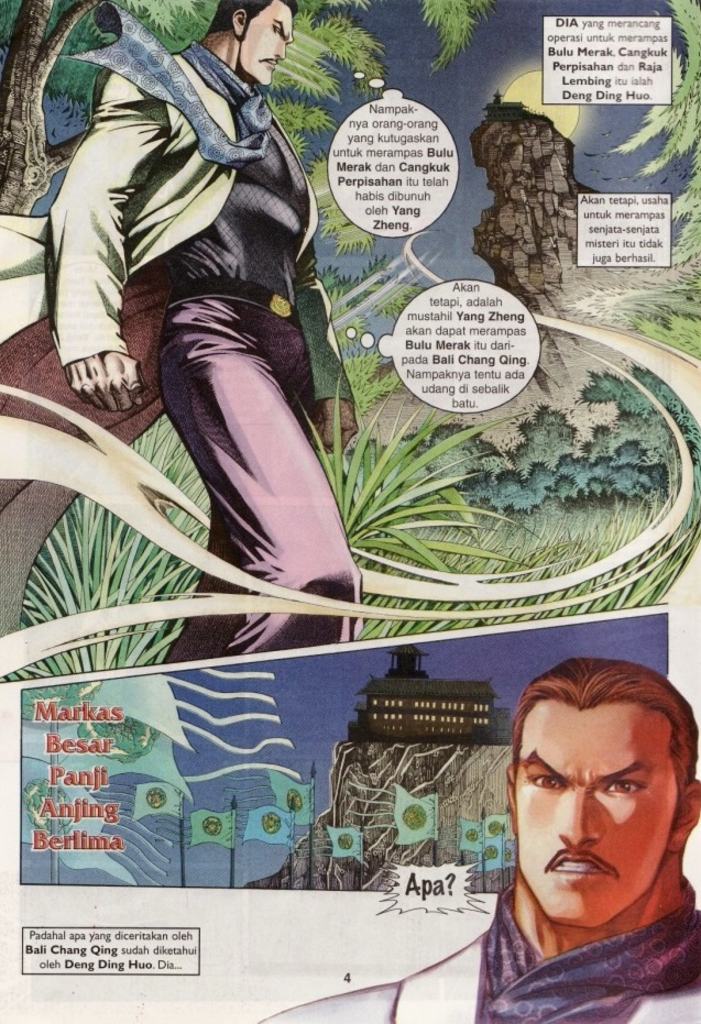 DIA yang merancang
operasi untuk merampas
Bulu Merak, Cangkuk
Perpisahan dan Raja
Lembing itu ialah
Deng Ding Huo.
Nampak-
nya orang-orang
yang kutugaskan
untuk merampas Bulu
Merak dan Cangkuk
Perpisahan itu telah
habis dibunuh
oleh Yang
Zheng.
Akan tetapi, usaha
untuk merampas
senjata-senjata
misteri itu tidak
juga berhasil.
Akan
tetapi, adalah
mustahil Yang Zheng
akan dapat merampas
Bulu Merak itu dari-
pada Bali Chang Qing.
Nampaknya tentu ada
udang di sebalik
batu.
Markas
Besar
Panji
Anjing
Berlima
Apa?
Padahal apa yang diceritakan oleh
Bali Chang Qing sudah diketahui
oleh Deng Ding Huo. Dia...
4